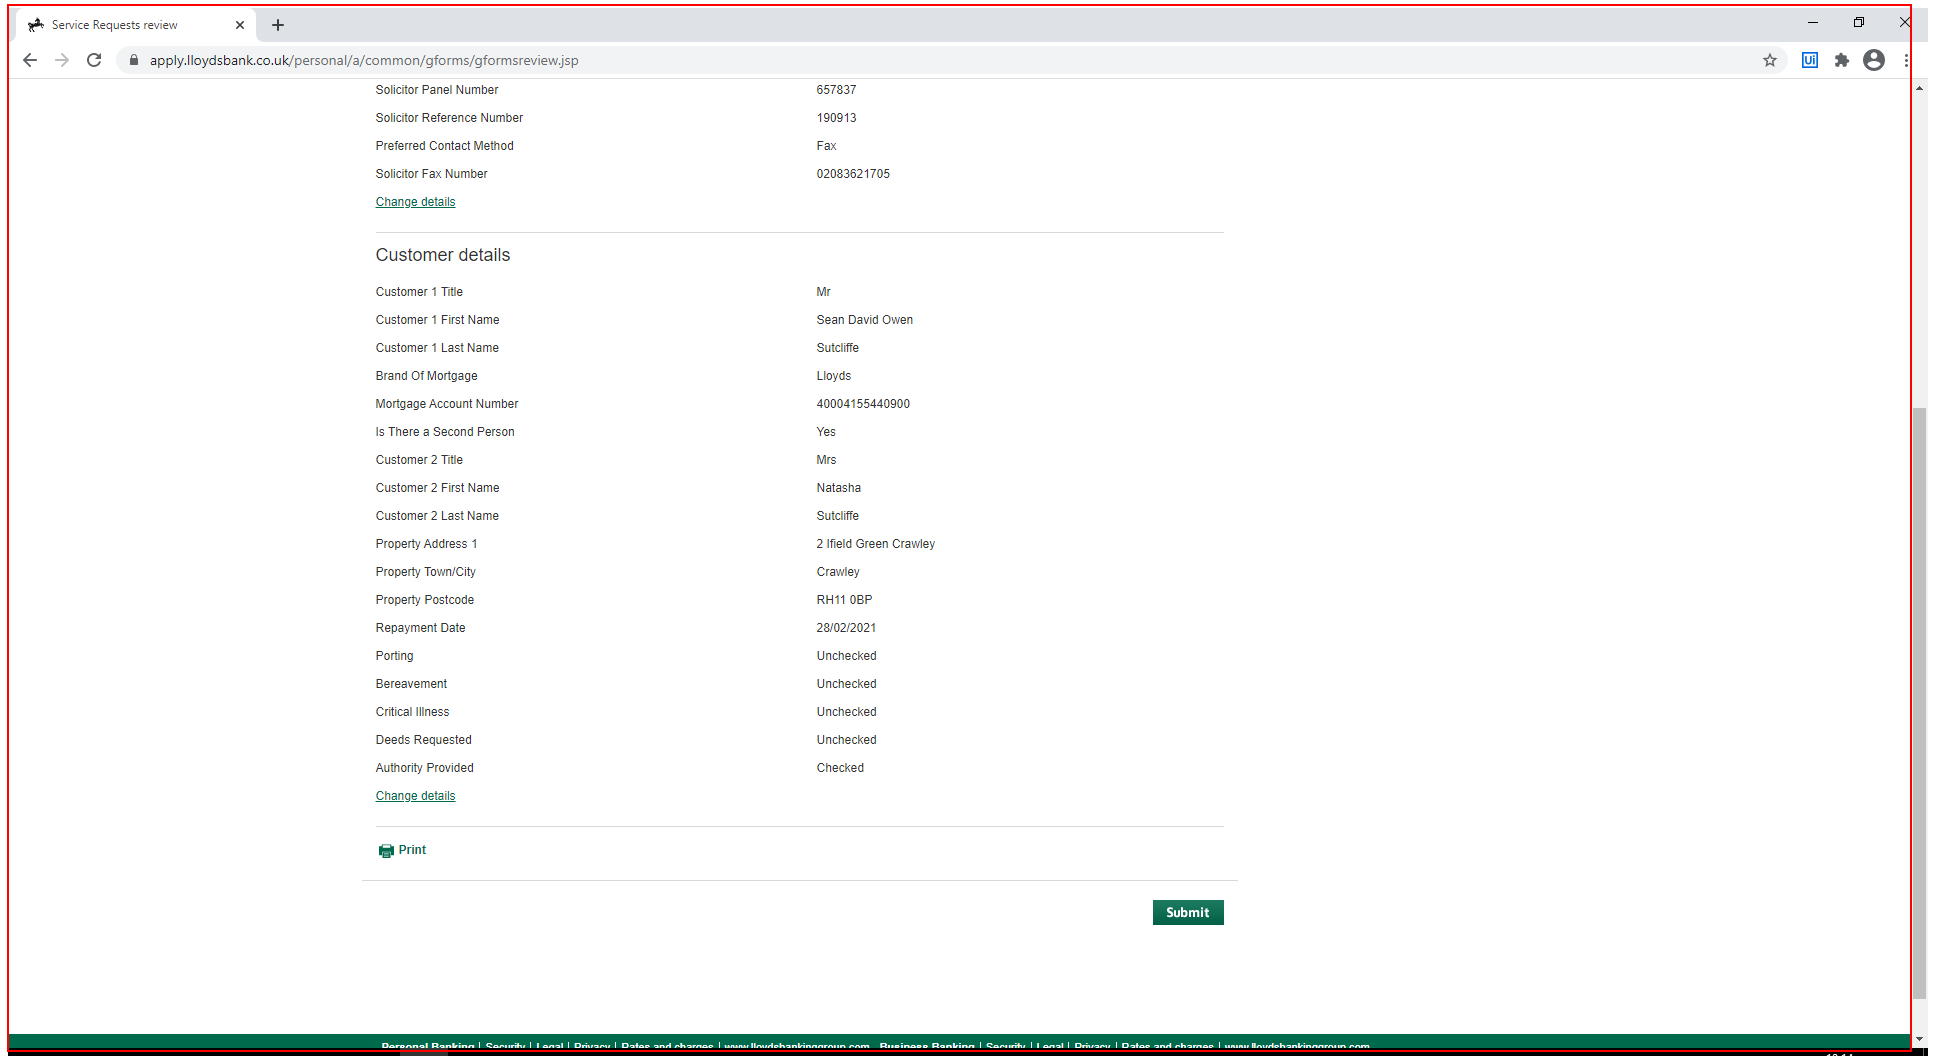 Service Requests review
apply.lloydsbank.co.uk/personal/a/common/gforms/gformsreview.jsp
Ui
Solicitor Panel Number 657837
Solicitor Reference Number 190913
Preferred Contact Method Fax
Solicitor Fax Number 02083621705
Change details
Customer details
Customer 1 Title Mr
Customer 1 First Name Sean David Owen
Customer 1 Last Name Sutcliffe
Brand Of Mortgage Lloyds
Mortgage Account Number 40004155440900
Is There a Second Person Yes
Customer 2 Title Mrs
Customer 2 First Name Natasha
Customer 2 Last Name Sutcliffe
Property Address 1 2 Ifield Green Crawley
Property Town/City Crawley
Property Postcode RH11 0BP
Repayment Date 28/02/2021
Porting Unchecked
Bereavement Unchecked
Critical Illness Unchecked
Deeds Requested Unchecked
Authority Provided Checked
Change details
Print
Submit
Personal Banking | Security | Legal | Privacy | Rates and charges | www.lloydsbankinggroup.com Business Banking | Security | Legal | Privacy | Rates and charges | www.lloydsbankinggroup.com